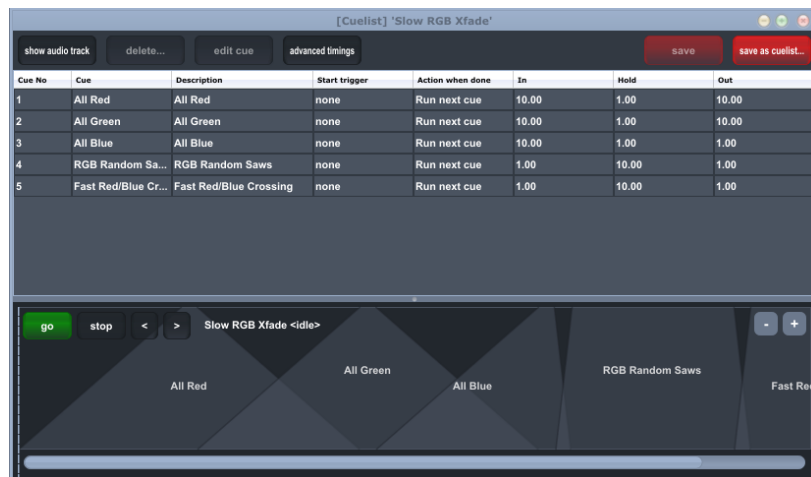 [Cuelist] 'Slow RGB Xfade'
show audio track delete... edit cue advanced timings save save as cuelist...
Cue No Cue Description Start trigger Action when done In Hold Out
1 All Red All Red none Run next cue 10.00 1.00 10.00
2 All Green All Green none Run next cue 10.00 1.00 10.00
3 All Blue All Blue none Run next cue 10.00 1.00 1.00
4 RGB Random Sa... RGB Random Saws none Run next cue 1.00 10.00 1.00
5 Fast Red/Blue Cr... Fast Red/Blue Crossing none Run next cue 1.00 10.00 1.00
go stop < > Slow RGB Xfade <idle> - +
All Green RGB Random Saws
All Red All Blue Fast Re